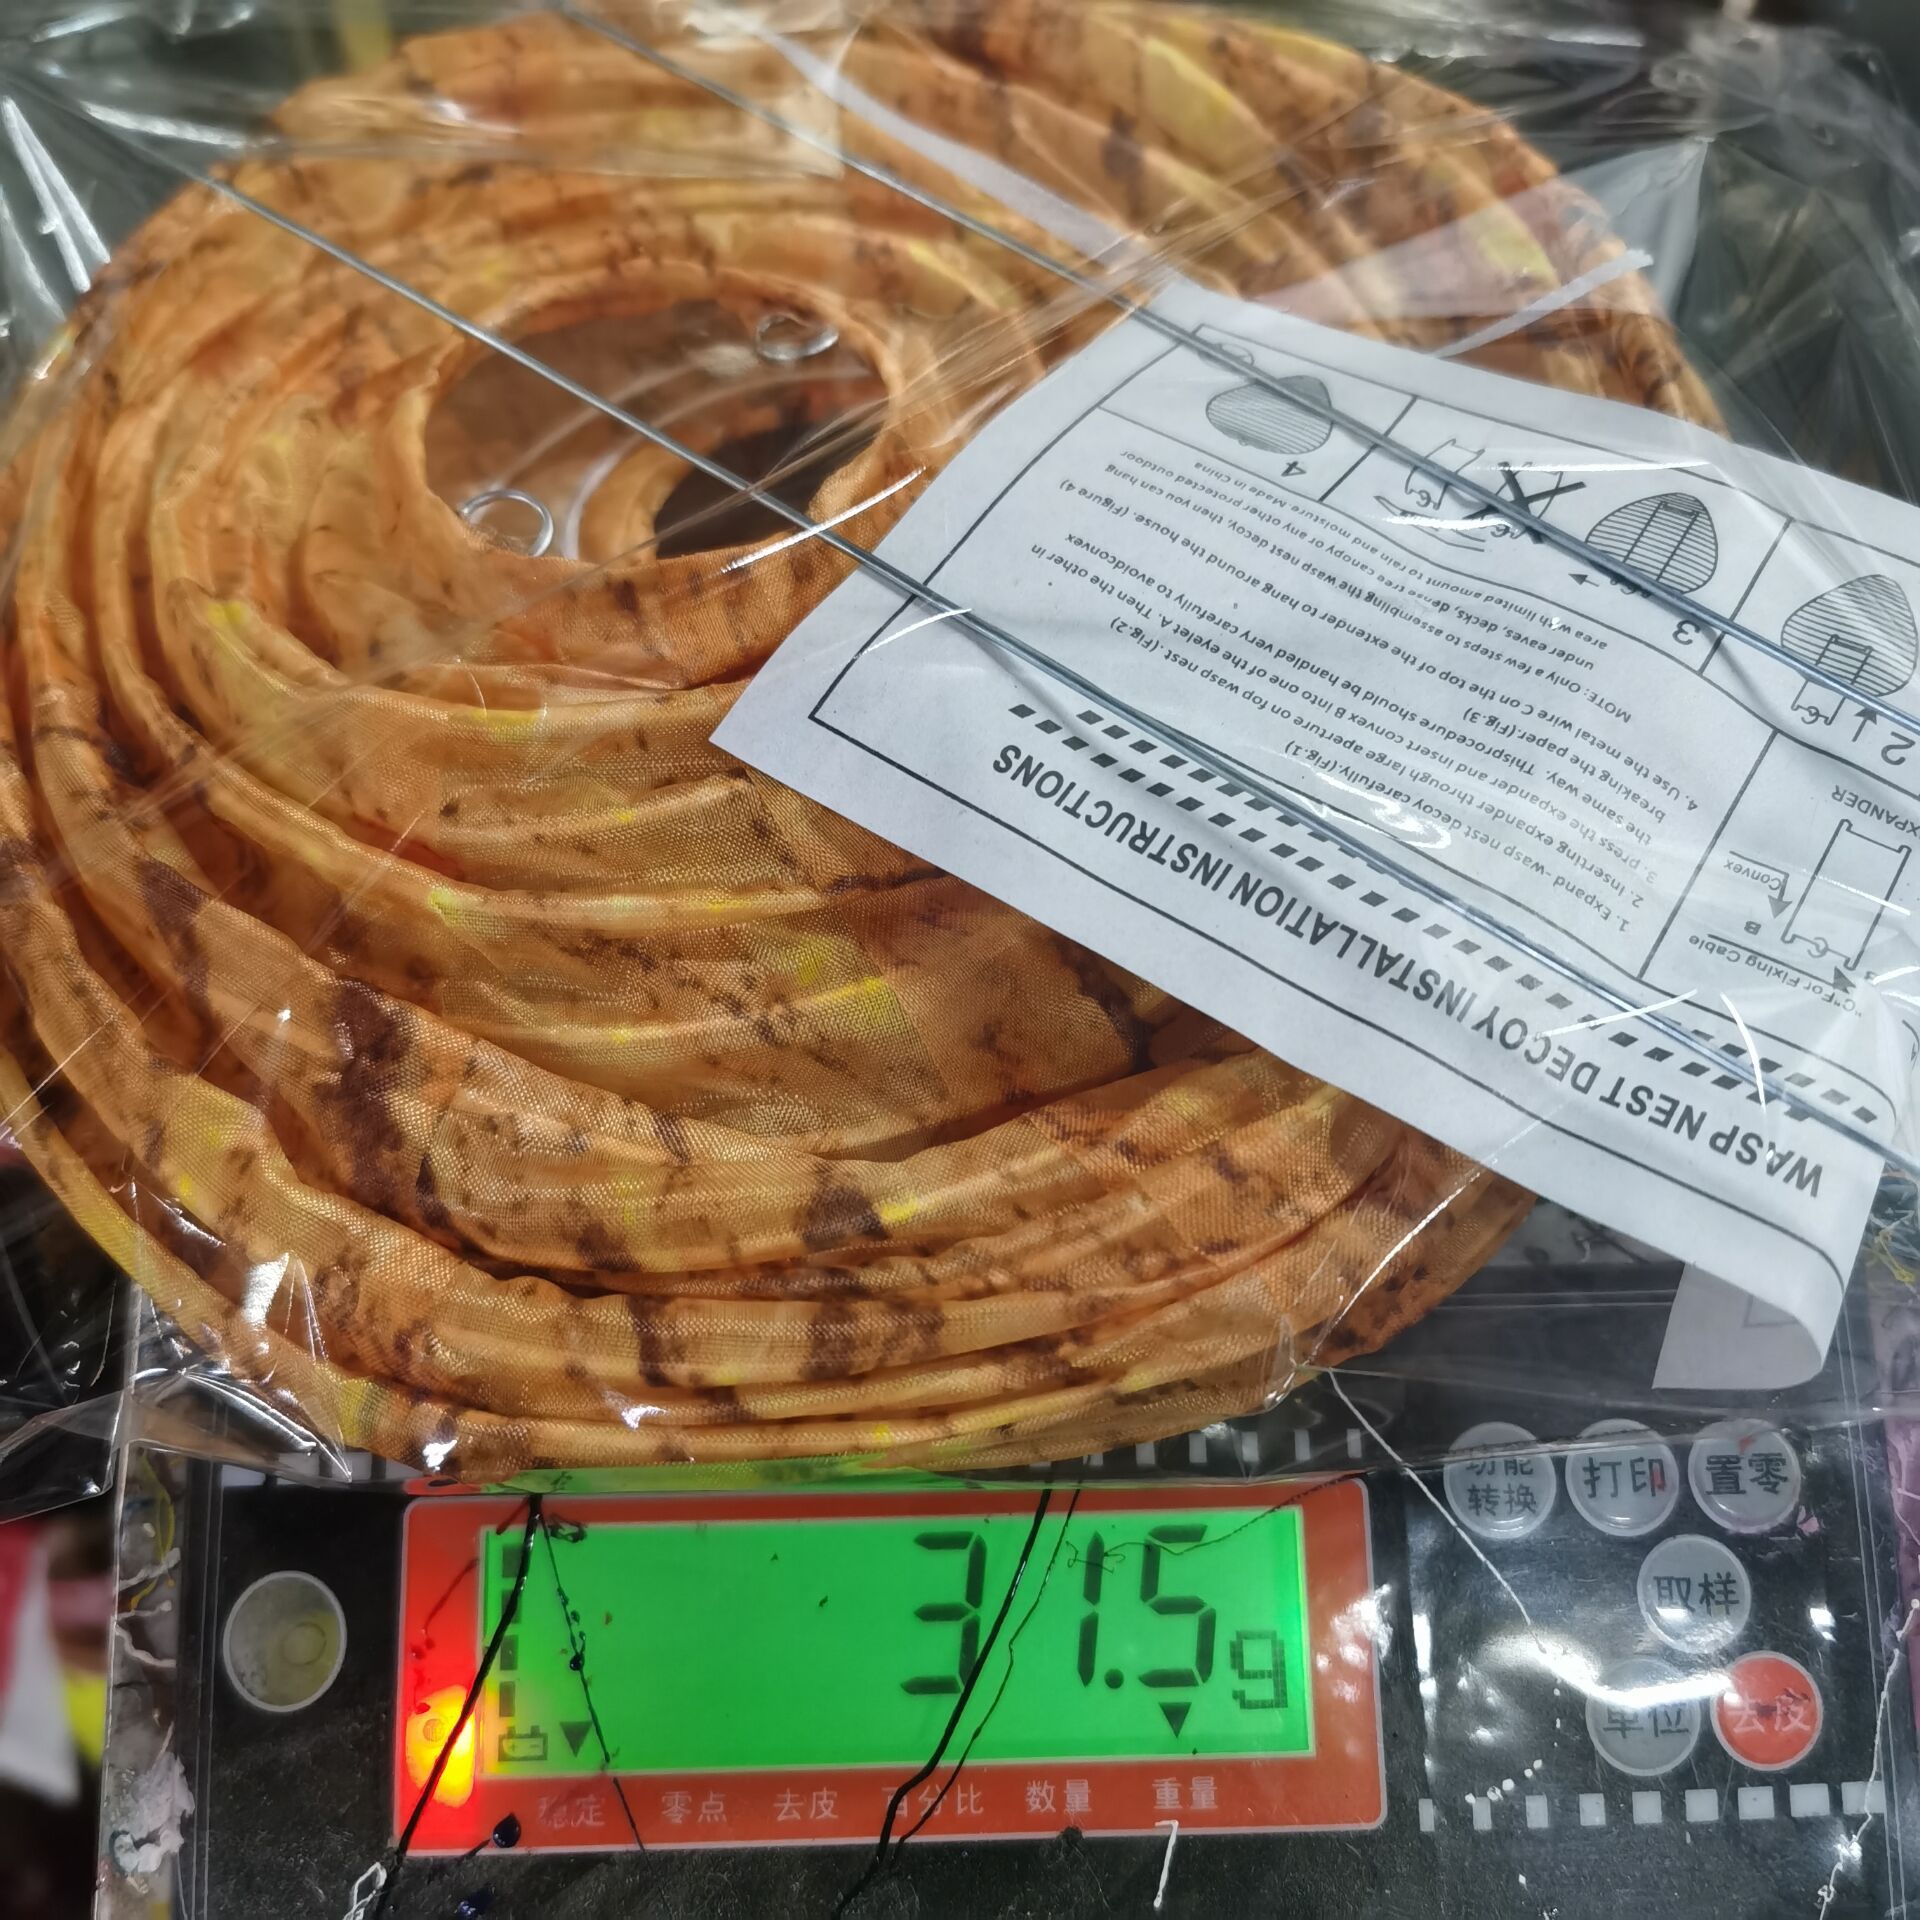 WASP NEST DECOY INSTALLATION INSTRUCTIONS
1. Expand -wasp nest decoy carefully.(Fig.1)
2. Inserting expander through large aperture on fop wasp nest.(Fig.2)
3. press the expander and insert convex B into one of the eyelet A. Then the other in
the same way. Thisprocedure should be handled very carefully to avoidconvex
breaking the paper.(Fig.3)
4. Use the metal wire C on the top of the extender to hang around the house. (Figure 4)
MOTE: Only a few steps to assembling the wasp nest decoy, then you can hang
under eaves, decks, dense tree canopy or any other protected outdoor
area with limited amount to rain and moisture. Made in China
"C"For Fixing Cable
B
C
Convex
XPANDER
2
C
3
C
4
31.5g
稳定 零点 去皮 百分比 数量 重量
功能
转换
打印
置零
取样
单位
去皮